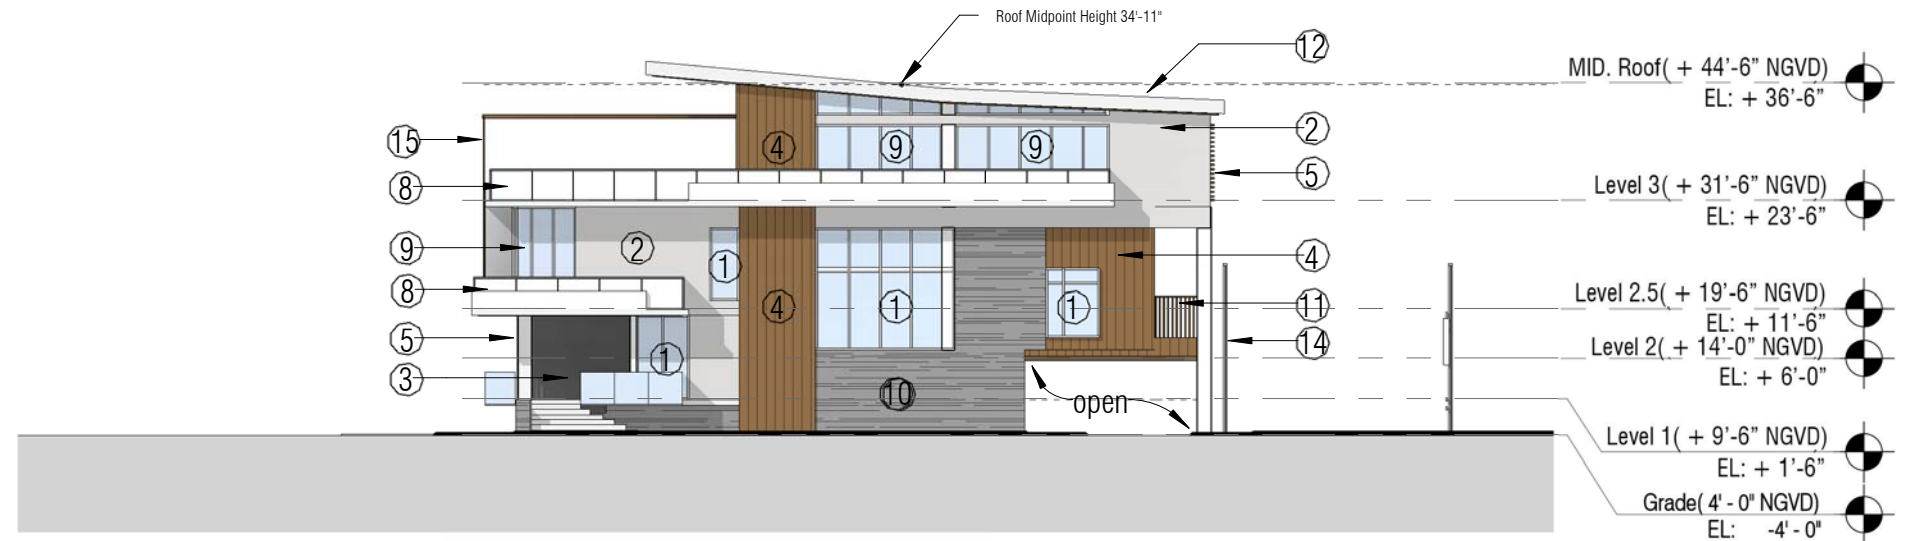 Roof Midpoint Height 34'-11"
12
MID. Roof( + 44'-6" NGVD)
EL: + 36'-6"
15
4
9
9
2
8
5
Level 3( + 31'-6" NGVD)
EL: + 23'-6"
9
2
1
4
8
4
1
1
11
Level 2.5( + 19'-6" NGVD)
EL: + 11'-6"
5
1
14
Level 2( + 14'-0" NGVD)
EL: + 6'-0"
3
10
open
Level 1( + 9'-6" NGVD)
EL: + 1'-6"
Grade( 4' - 0" NGVD)
EL: -4' - 0"